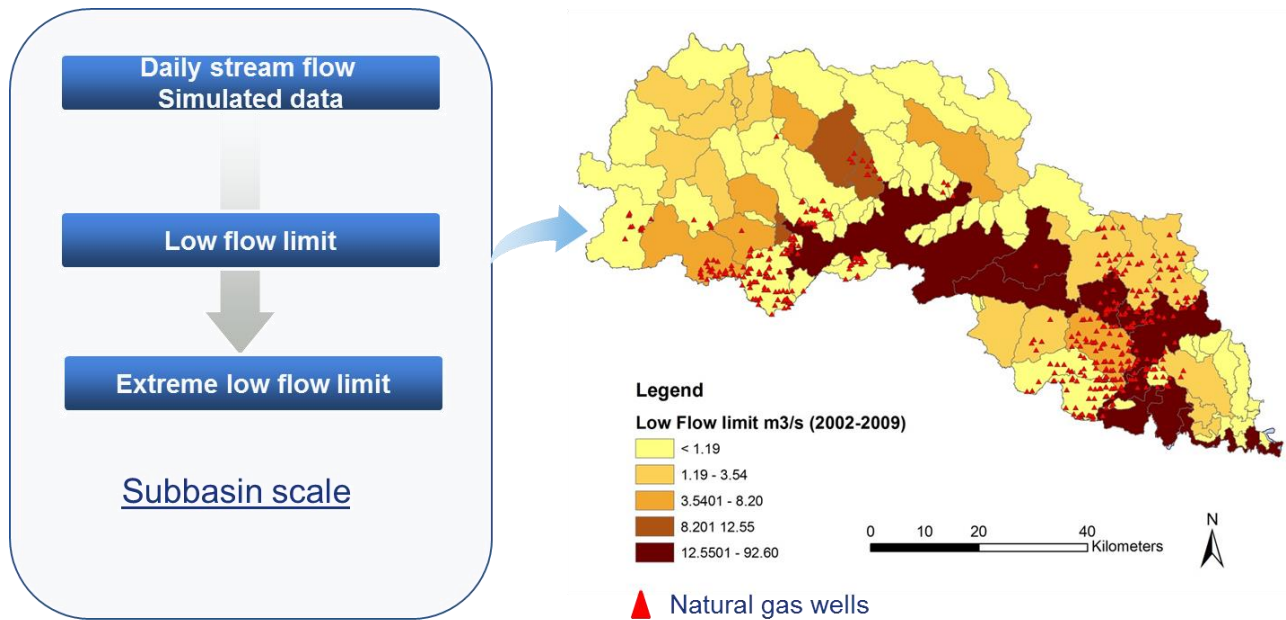 Daily stream flow
Simulated data
Low flow limit
Extreme low flow limit
Subbasin scale
Legend
Low Flow limit m3/s (2002-2009)
< 1.19
1.19 - 3.54
3.5401 - 8.20
8.201 12.55
12.5501 - 92.60
Natural gas wells
0 10 20 40
Kilometers
N